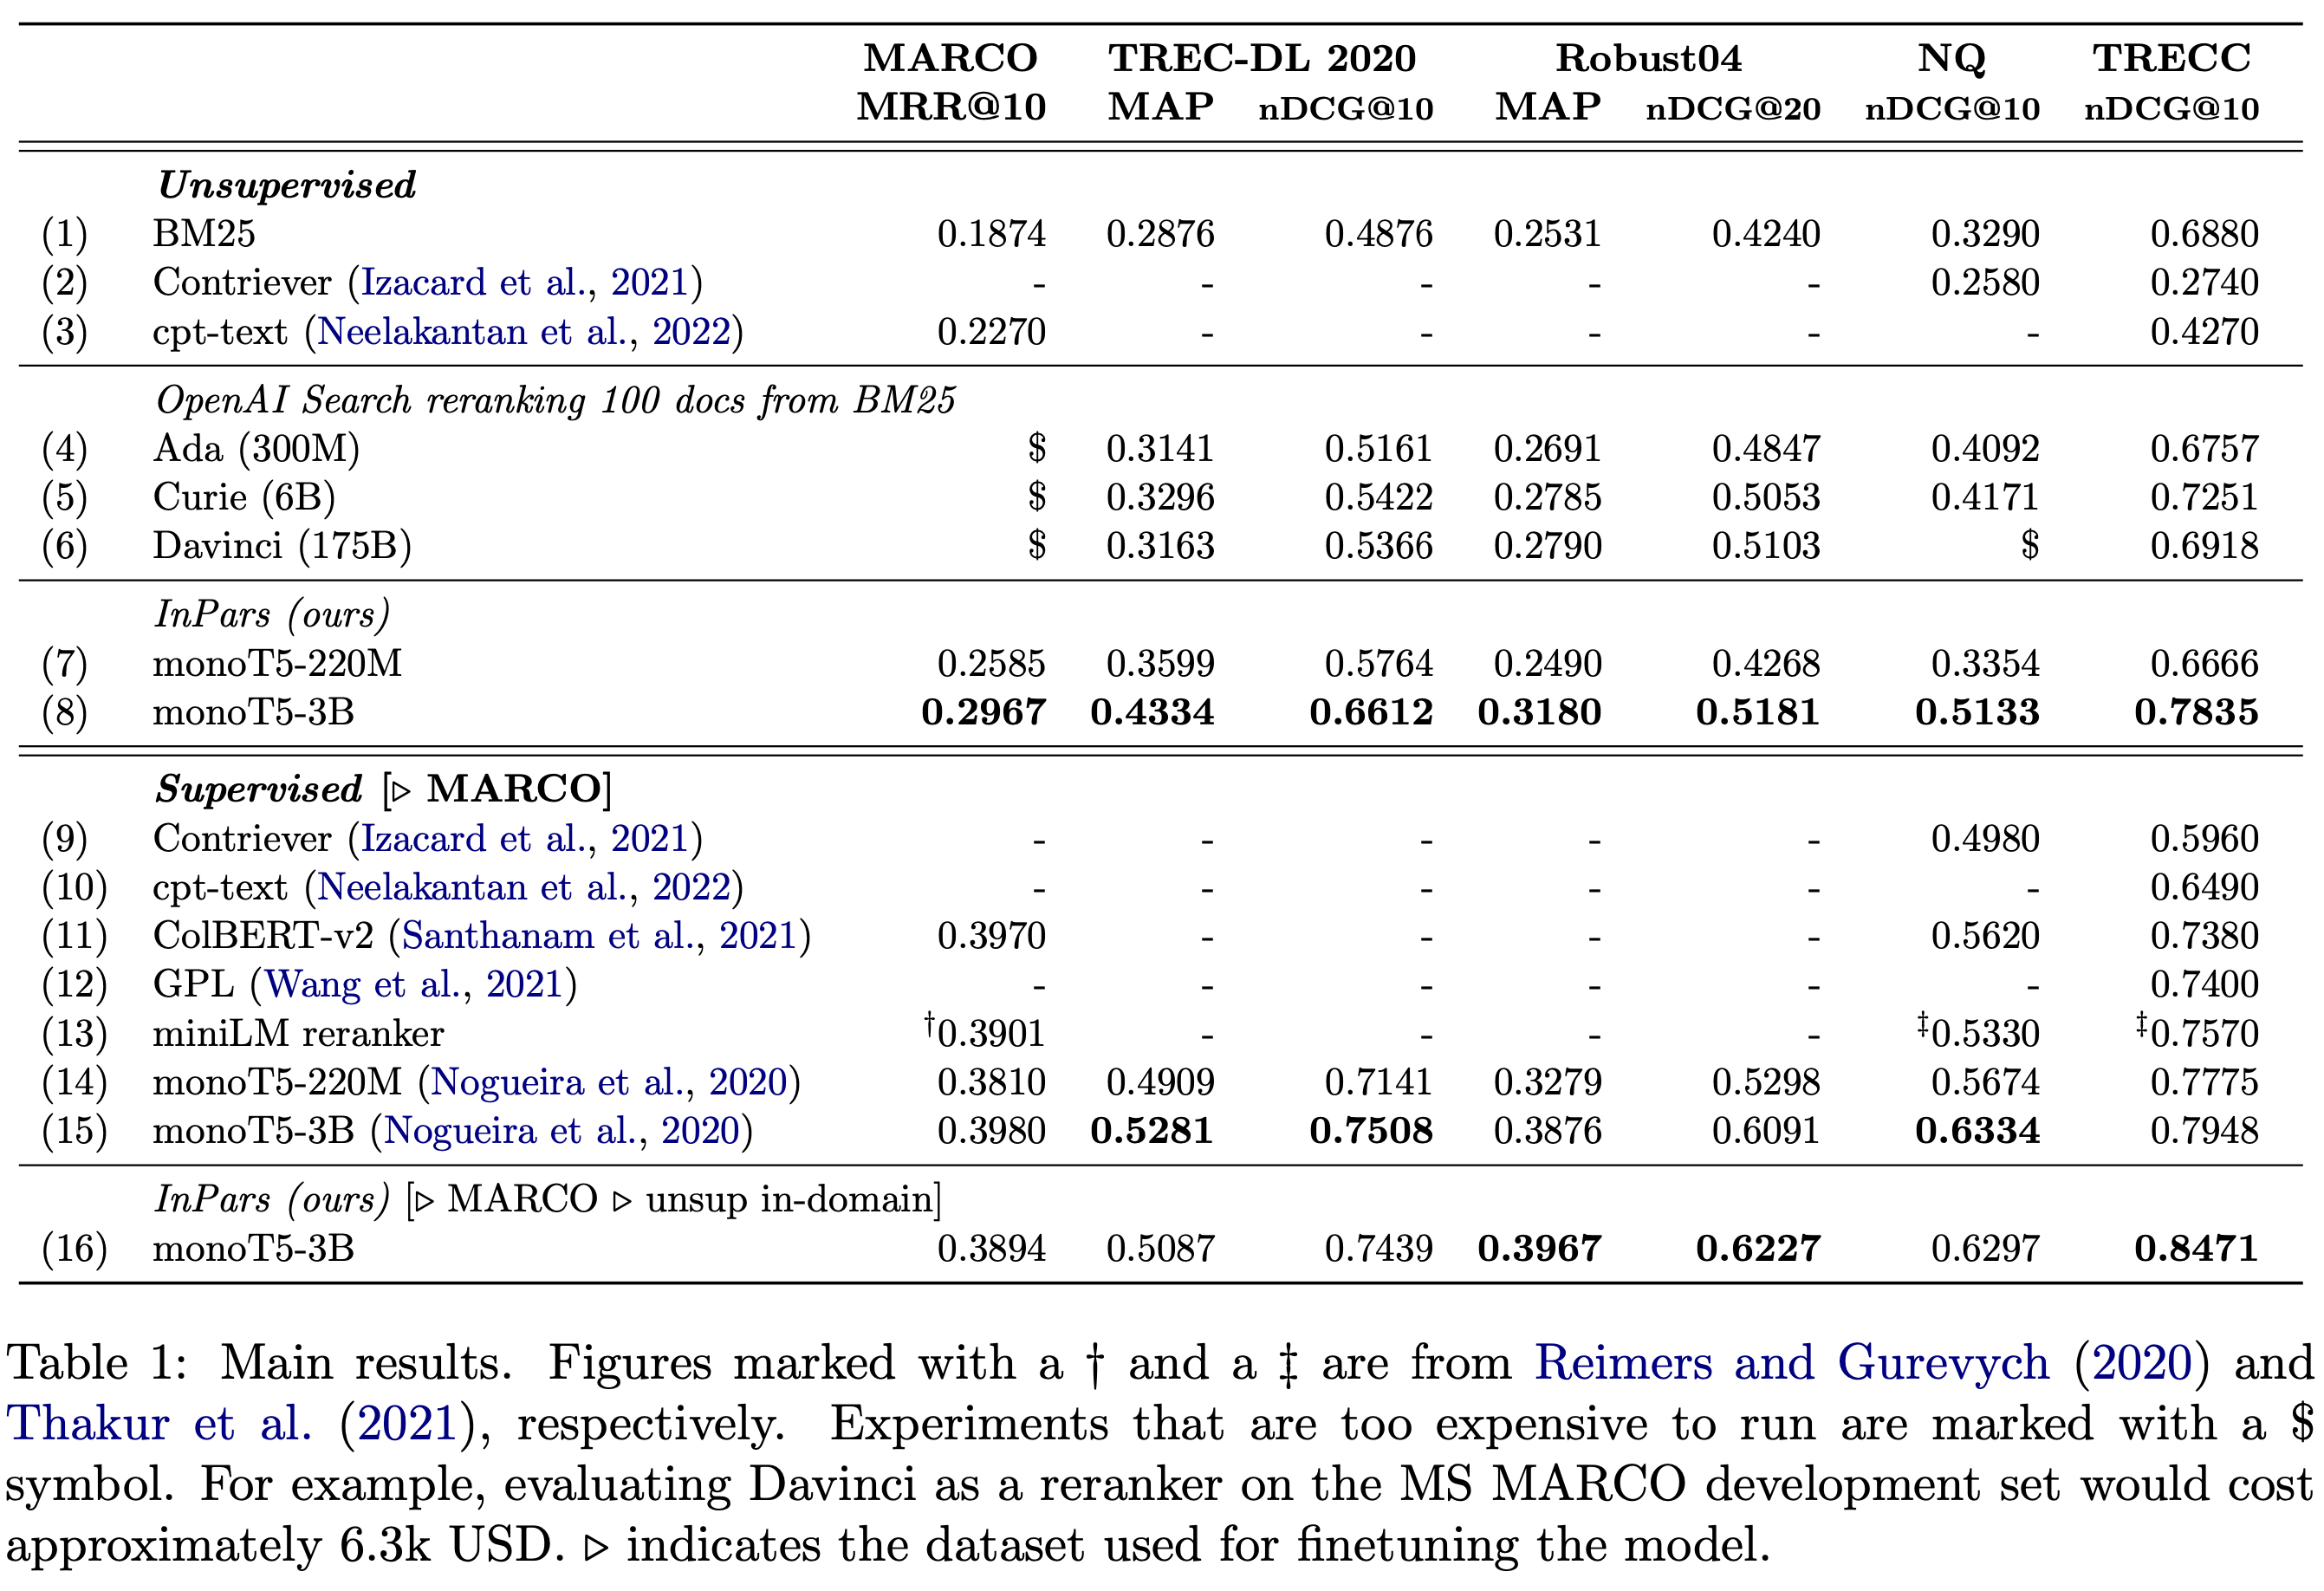 MARCO TREC-DL 2020 Robust04 NQ TRECC
MRR@10 MAP nDCG@10 MAP nDCG@20 nDCG@10 nDCG@10
Unsupervised
(1) BM25 0.1874 0.2876 0.4876 0.2531 0.4240 0.3290 0.6880
(2) Contriever (Izacard et al., 2021) - - - - - 0.2580 0.2740
(3) cpt-text (Neelakantan et al., 2022) 0.2270 - - - - - 0.4270
OpenAI Search reranking 100 docs from BM25
(4) Ada (300M) $ 0.3141 0.5161 0.2691 0.4847 0.4092 0.6757
(5) Curie (6B) $ 0.3296 0.5422 0.2785 0.5053 0.4171 0.7251
(6) Davinci (175B) $ 0.3163 0.5366 0.2790 0.5103 $ 0.6918
InPars (ours)
(7) monoT5-220M 0.2585 0.3599 0.5764 0.2490 0.4268 0.3354 0.6666
(8) monoT5-3B 0.2967 0.4334 0.6612 0.3180 0.5181 0.5133 0.7835
Supervised [▷ MARCO]
(9) Contriever (Izacard et al., 2021) - - - - - 0.4980 0.5960
(10) cpt-text (Neelakantan et al., 2022) - - - - - - 0.6490
(11) ColBERT-v2 (Santhanam et al., 2021) 0.3970 - - - - 0.5620 0.7380
(12) GPL (Wang et al., 2021) - - - - - - 0.7400
(13) miniLM reranker †0.3901 - - - - ‡0.5330 ‡0.7570
(14) monoT5-220M (Nogueira et al., 2020) 0.3810 0.4909 0.7141 0.3279 0.5298 0.5674 0.7775
(15) monoT5-3B (Nogueira et al., 2020) 0.3980 0.5281 0.7508 0.3876 0.6091 0.6334 0.7948
InPars (ours) [▷ MARCO ▷ unsup in-domain]
(16) monoT5-3B 0.3894 0.5087 0.7439 0.3967 0.6227 0.6297 0.8471
Table 1: Main results. Figures marked with a † and a ‡ are from Reimers and Gurevych (2020) and
Thakur et al. (2021), respectively. Experiments that are too expensive to run are marked with a $
symbol. For example, evaluating Davinci as a reranker on the MS MARCO development set would cost
approximately 6.3k USD. ▷ indicates the dataset used for finetuning the model.